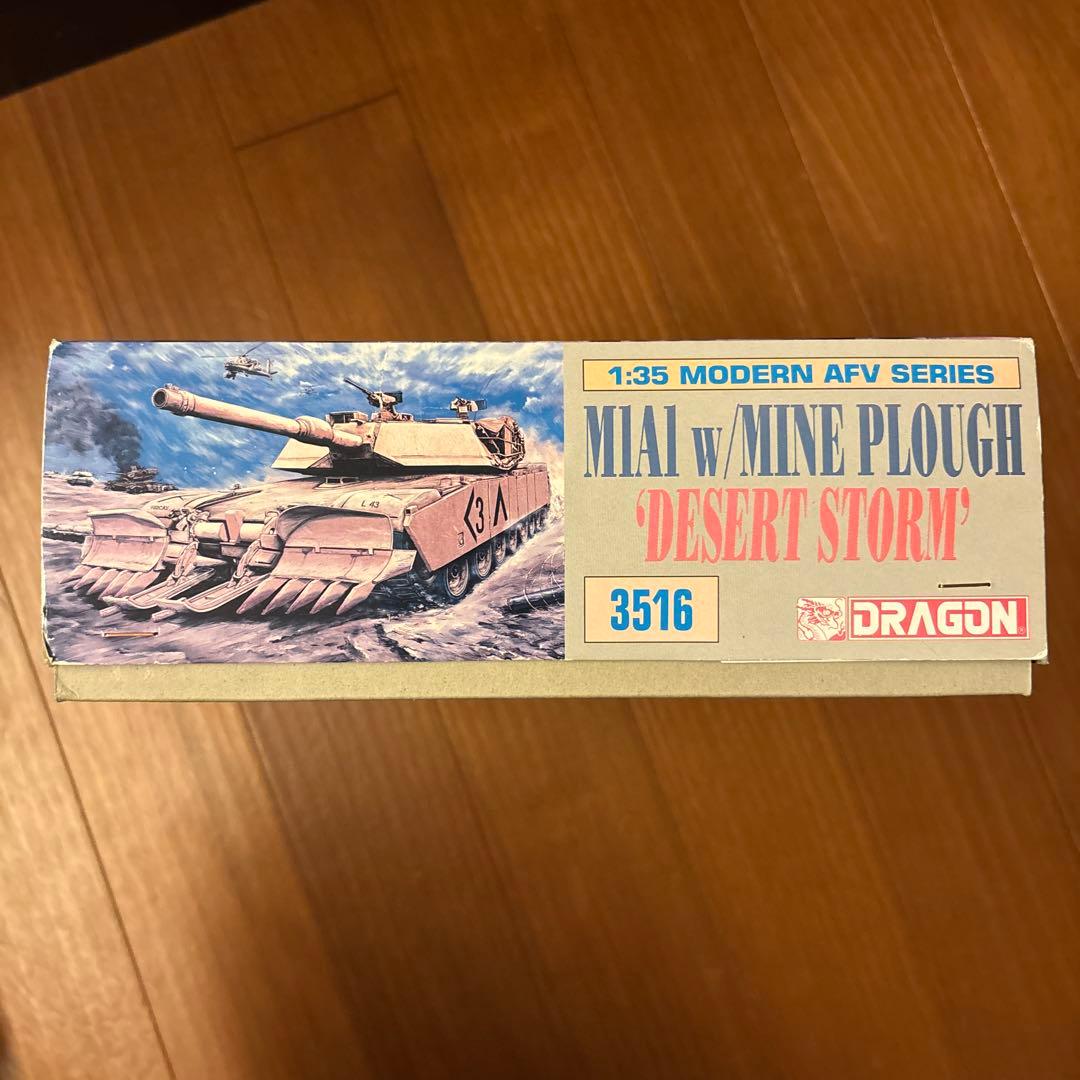 1:35 MODERN AFV SERIES
M1A1 w/MINE PLOUGH
'DESERT STORM'
3516
DRAGON
L 43
<3 Λ